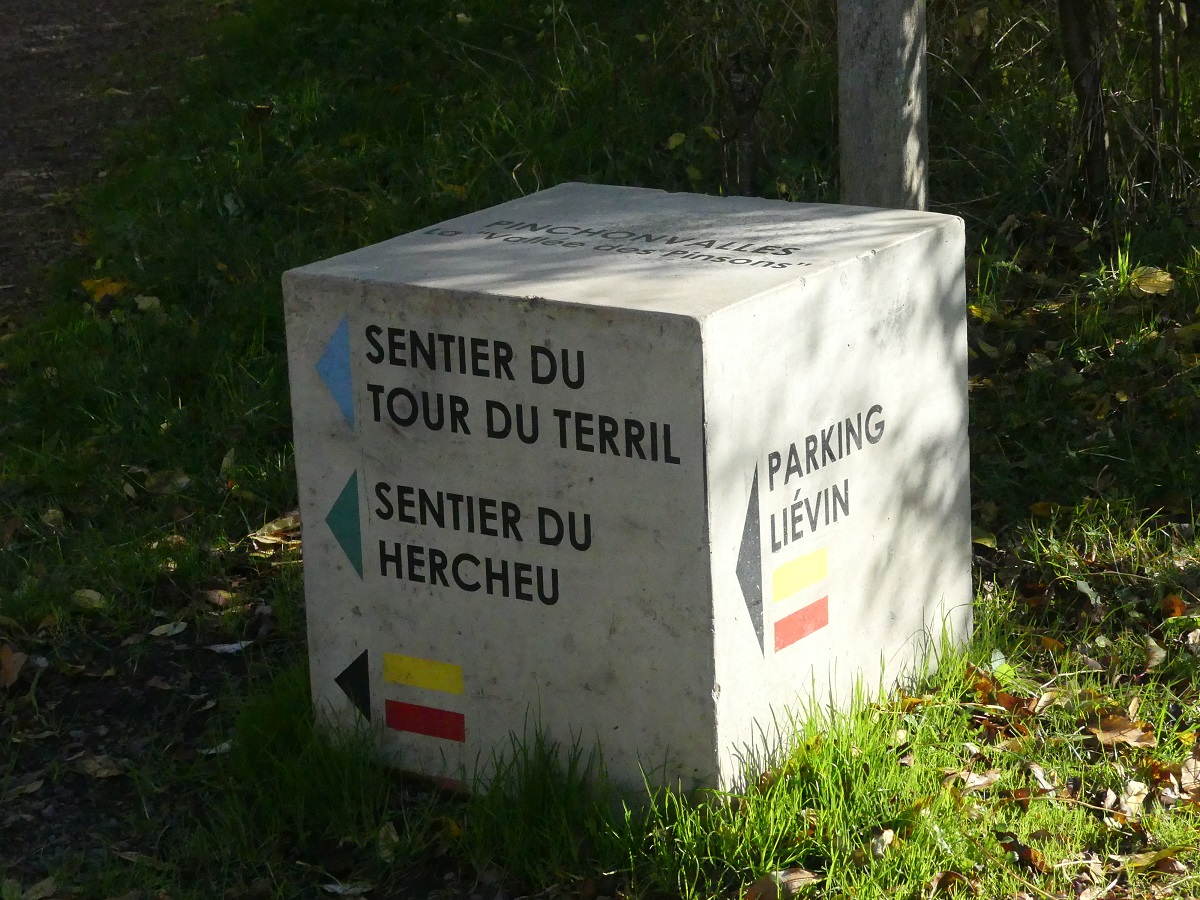 PINCHONVALLES
La "Vallée des Pinsons"
SENTIER DU
TOUR DU TERRIL
SENTIER DU
HERCHEU
PARKING
LIÉVIN